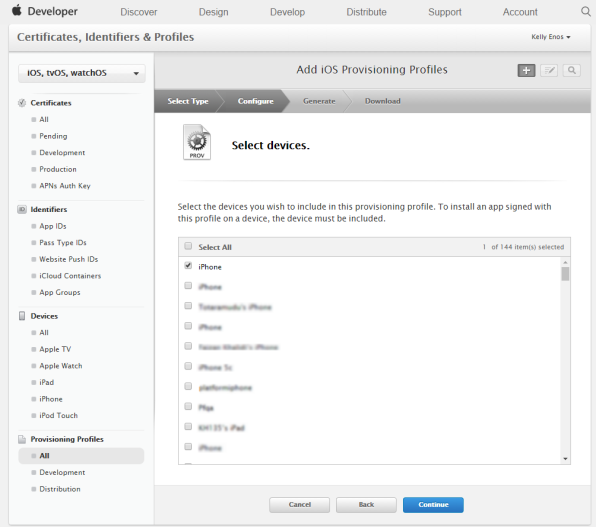 Developer
Discover
Design
Develop
Distribute
Support
Account
Certificates, Identifiers & Profiles
Kelly Enos
iOS, tvOS, watchOS
Add iOS Provisioning Profiles
Certificates
All
Pending
Development
Production
APNs Auth Key
ID Identifiers
App IDs
Pass Type IDs
Website Push IDs
iCloud Containers
App Groups
Devices
All
Apple TV
Apple Watch
iPad
iPhone
iPod Touch
Provisioning Profiles
All
Development
Distribution
Select Type
Configure
Generate
Download
PROV
Select devices.
Select the devices you wish to include in this provisioning profile. To install an app signed with
this profile on a device, the device must be included.
Select All
1 of 144 item(s) selected
iPhone
iPhone
iPhone
iPhone 5c
platformiphone
KH135's iPad
iPhone
Cancel
Back
Continue